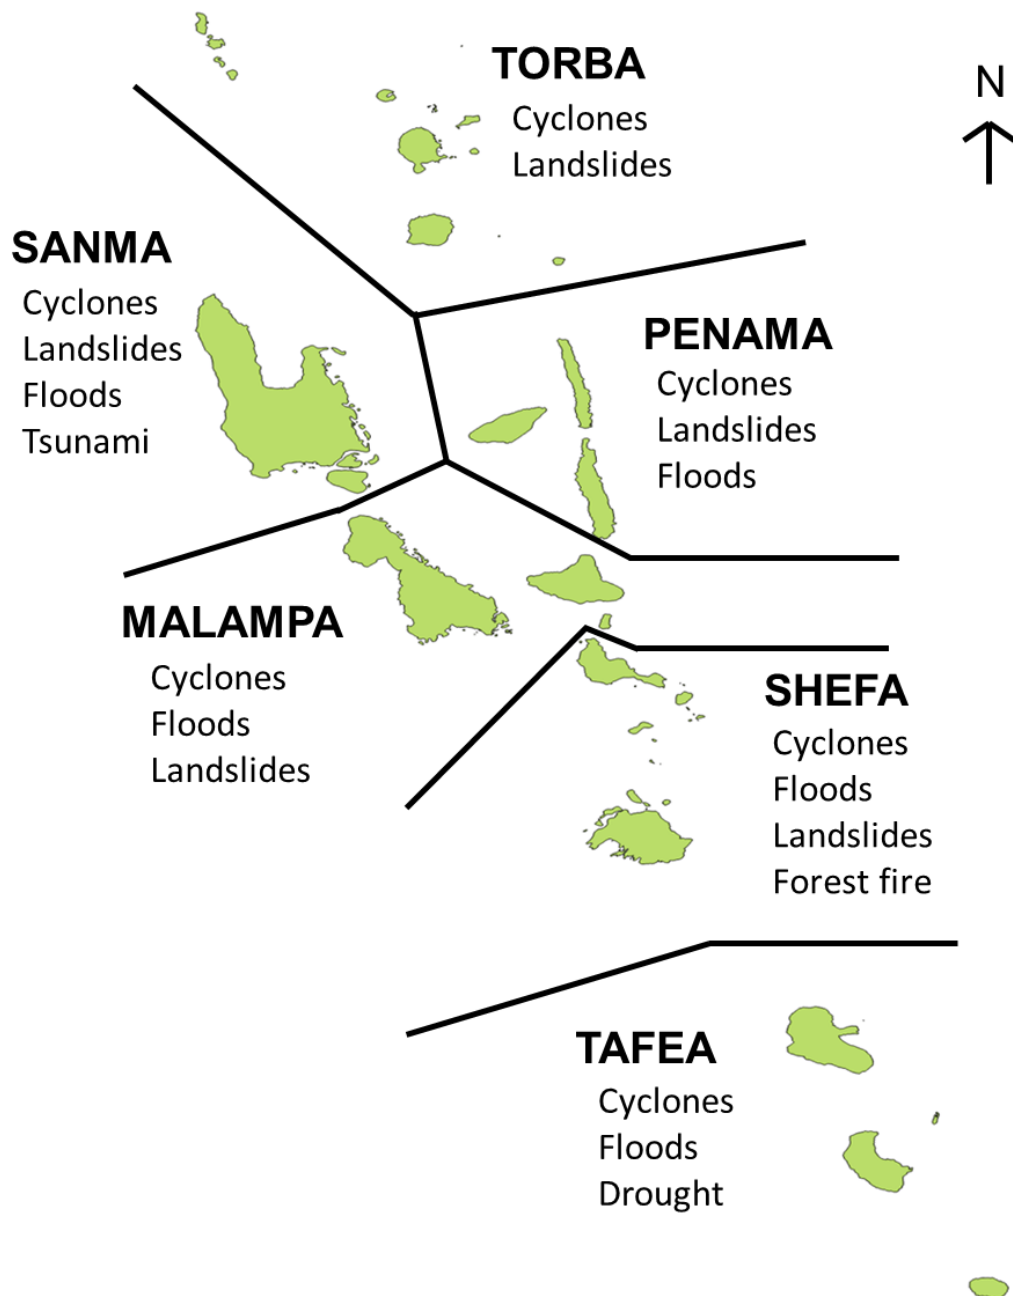 TORBA
Cyclones
Landslides
N
SANMA
Cyclones
Landslides
Floods
Tsunami
PENAMA
Cyclones
Landslides
Floods
MALAMPA
Cyclones
Floods
Landslides
SHEFA
Cyclones
Floods
Landslides
Forest fire
TAFEA
Cyclones
Floods
Drought